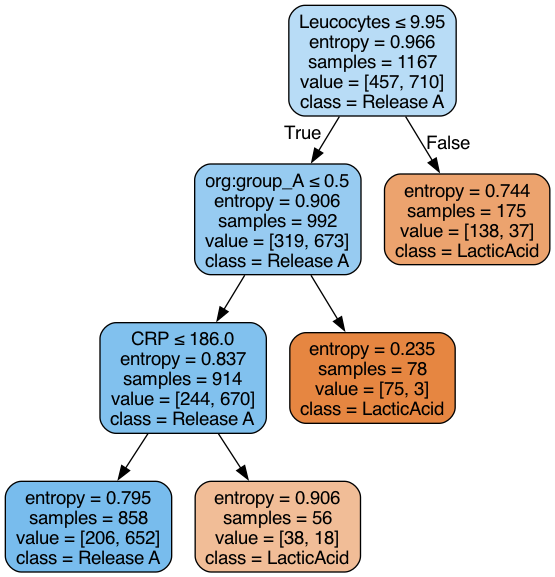 Leucocytes ≤ 9.95
entropy = 0.966
samples = 1167
value = [457, 710]
class = Release A
True
False
org:group_A ≤ 0.5
entropy = 0.906
samples = 992
value = [319, 673]
class = Release A
entropy = 0.744
samples = 175
value = [138, 37]
class = LacticAcid
CRP ≤ 186.0
entropy = 0.837
samples = 914
value = [244, 670]
class = Release A
entropy = 0.235
samples = 78
value = [75, 3]
class = LacticAcid
entropy = 0.795
samples = 858
value = [206, 652]
class = Release A
entropy = 0.906
samples = 56
value = [38, 18]
class = LacticAcid